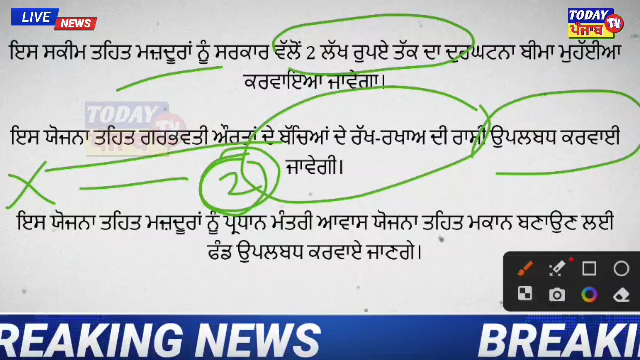 LIVE
NEWS
TODAY
ਪੰਜਾਬ TV
ਇਸ ਸਕੀਮ ਤਹਿਤ ਮਜ਼ਦੂਰਾਂ ਨੂੰ ਸਰਕਾਰ ਵੱਲੋਂ 2 ਲੱਖ ਰੁਪਏ ਤੱਕ ਦਾ ਦੁਰਘਟਨਾ ਬੀਮਾ ਮੁਹੱਈਆ
ਕਰਵਾਇਆ ਜਾਵੇਗਾ।
TODAY
ਇਸ ਯੋਜਨਾ ਤਹਿਤ ਗਰਭਵਤੀ ਔਰਤਾਂ ਦੇ ਬੱਚਿਆਂ ਦੇ ਰੱਖ-ਰਖਾਅ ਦੀ ਰਾਸ਼ੀ ਉਪਲਬਧ ਕਰਵਾਈ
ਜਾਵੇਗੀ।
2
ਇਸ ਯੋਜਨਾ ਤਹਿਤ ਮਜ਼ਦੂਰਾਂ ਨੂੰ ਪ੍ਰਧਾਨ ਮੰਤਰੀ ਆਵਾਸ ਯੋਜਨਾ ਤਹਿਤ ਮਕਾਨ ਬਣਾਉਣ ਲਈ
ਫੰਡ ਉਪਲਬਧ ਕਰਵਾਏ ਜਾਣਗੇ।
REAKING NEWS BREAKI